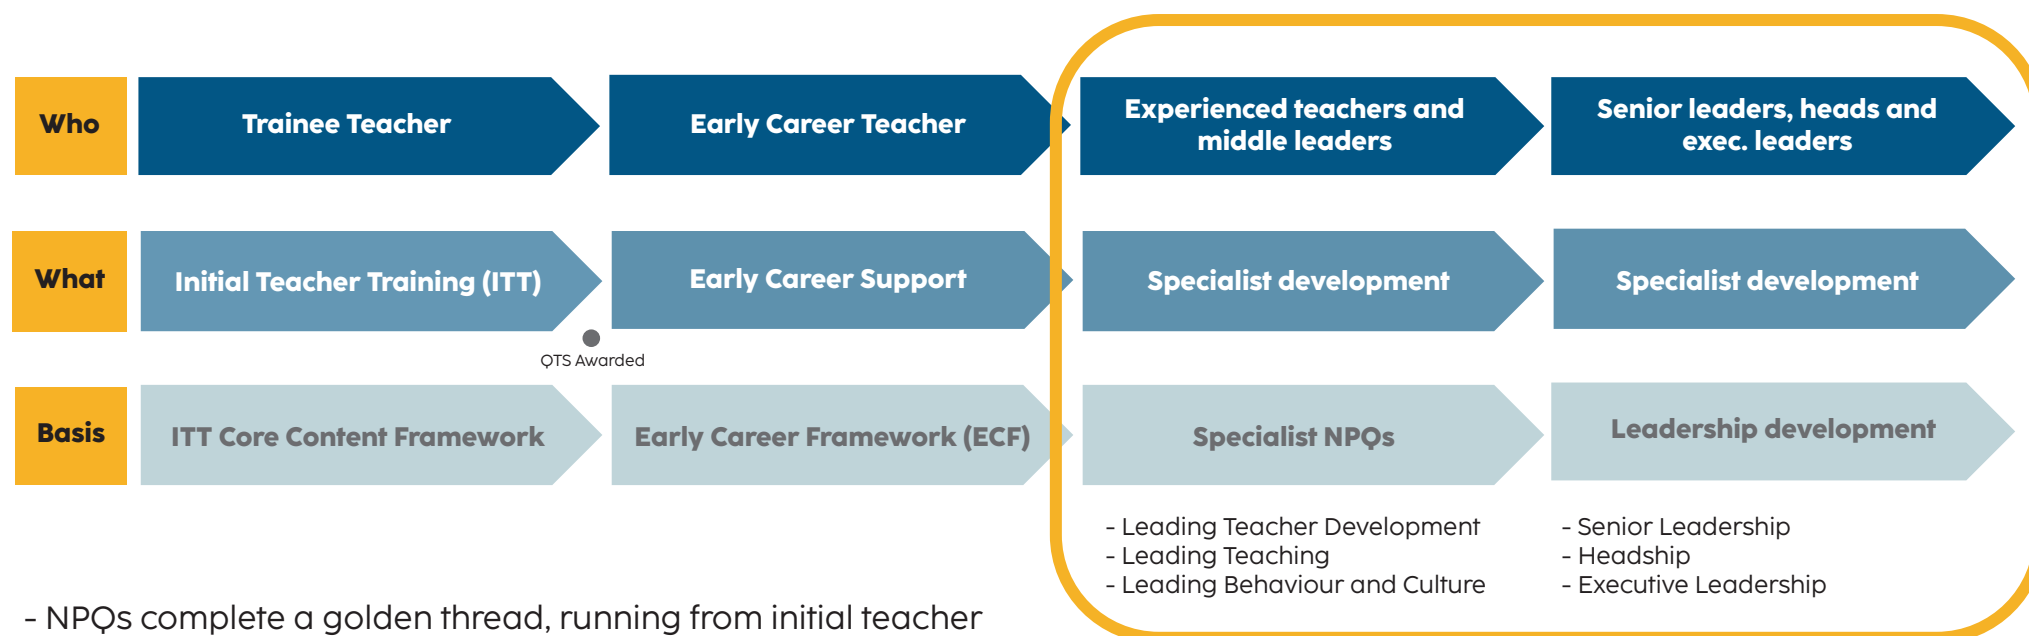 Who
Trainee Teacher
Early Career Teacher
Experienced teachers and
middle leaders
Senior leaders, heads and
exec. leaders
What
Initial Teacher Training (ITT)
Early Career Support
Specialist development
Specialist development
QTS Awarded
Basis
ITT Core Content Framework
Early Career Framework (ECF)
Specialist NPQs
Leadership development
- Leading Teacher Development
- Leading Teaching
- Leading Behaviour and Culture
- Senior Leadership
- Headship
- Executive Leadership
- NPQs complete a golden thread, running from initial teacher